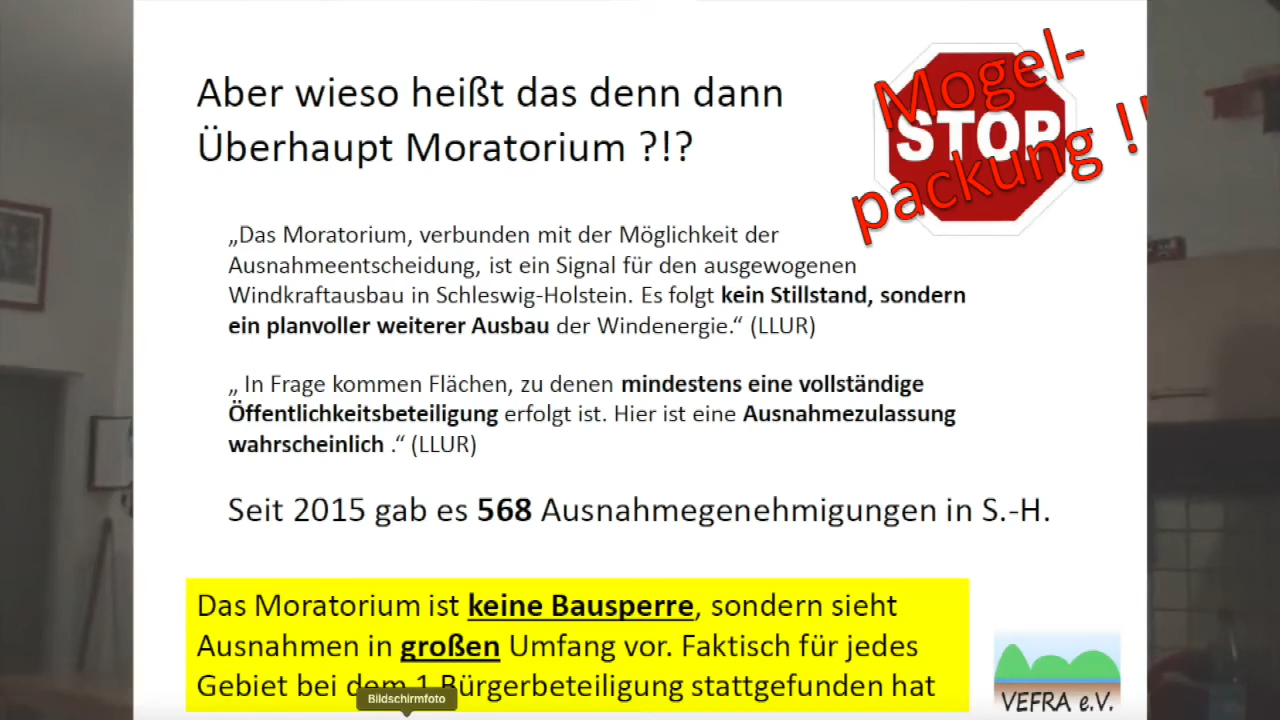 Aber wieso heißt das denn dann
Überhaupt Moratorium ?!?
Mogel-
STOP
packung !!
„Das Moratorium, verbunden mit der Möglichkeit der
Ausnahmeentscheidung, ist ein Signal für den ausgewogenen
Windkraftausbau in Schleswig-Holstein. Es folgt kein Stillstand, sondern
ein planvoller weiterer Ausbau der Windenergie.“ (LLUR)
„ In Frage kommen Flächen, zu denen mindestens eine vollständige
Öffentlichkeitsbeteiligung erfolgt ist. Hier ist eine Ausnahmezulassung
wahrscheinlich .“ (LLUR)
Seit 2015 gab es 568 Ausnahmegenehmigungen in S.-H.
Das Moratorium ist keine Bausperre, sondern sieht
Ausnahmen in großen Umfang vor. Faktisch für jedes
Gebiet bei dem 1 Bürgerbeteiligung stattgefunden hat
Bildschirmfoto
VEFRA e.V.